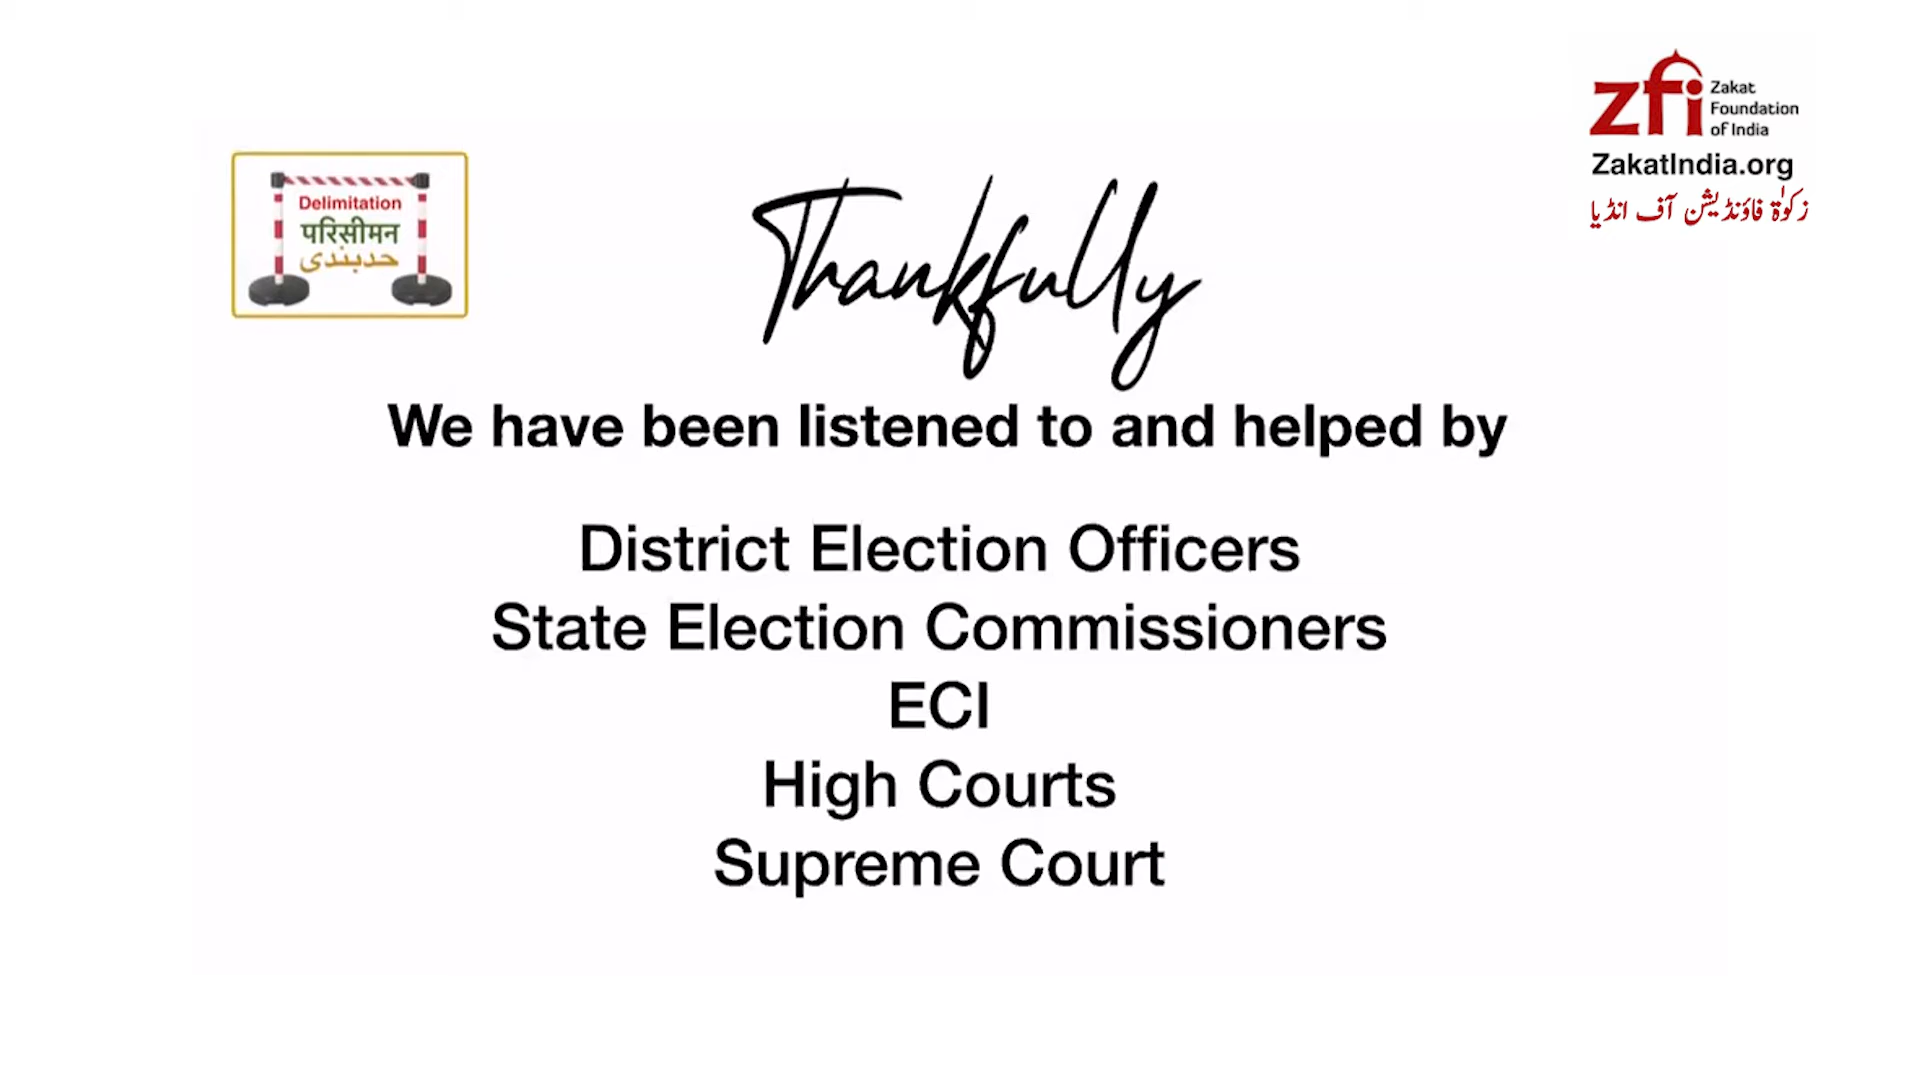 zfi Zakat
Foundation
of India
ZakatIndia.org
زکوٰۃ فاؤنڈیشن آف انڈیا
Delimitation
परिसीमन
حدبندی
Thankfully
We have been listened to and helped by
District Election Officers
State Election Commissioners
ECI
High Courts
Supreme Court